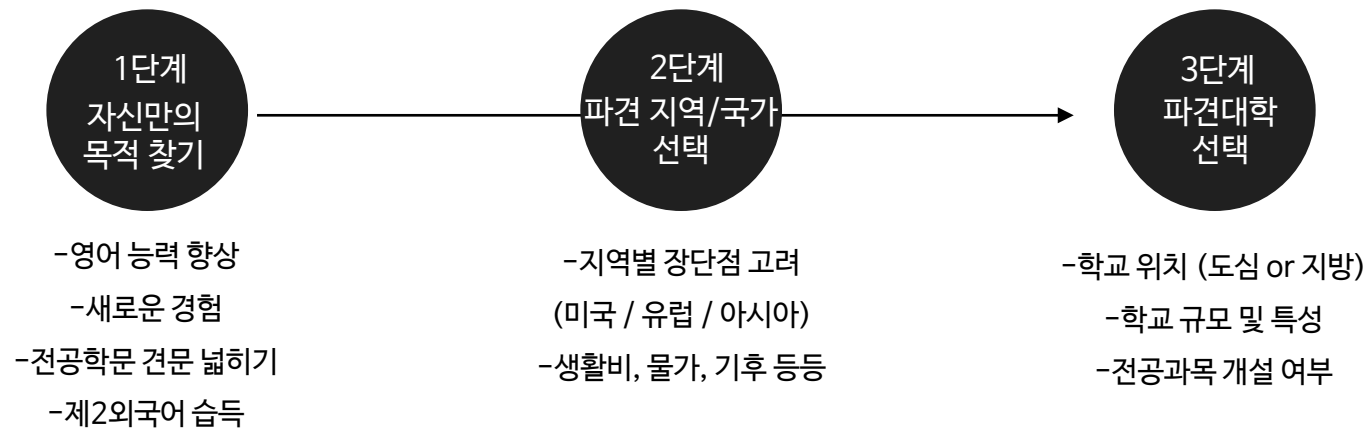 1단계
자신만의
목적 찾기
-영어 능력 향상
-새로운 경험
-전공학문 견문 넓히기
-제2외국어 습득
2단계
파견 지역/국가
선택
-지역별 장단점 고려
(미국 / 유럽 / 아시아)
-생활비, 물가, 기후 등등
3단계
파견대학
선택
-학교 위치 (도심 or 지방)
-학교 규모 및 특성
-전공과목 개설 여부